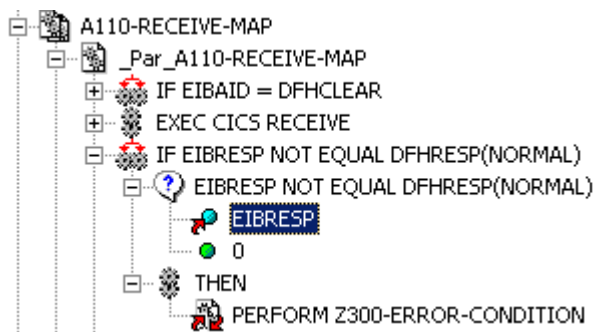 A110-RECEIVE-MAP
_Par_A110-RECEIVE-MAP
IF EIBAID = DFHCLEAR
EXEC CICS RECEIVE
IF EIBRESP NOT EQUAL DFHRESP(NORMAL)
EIBRESP NOT EQUAL DFHRESP(NORMAL)
EIBRESP
0
THEN
PERFORM Z300-ERROR-CONDITION